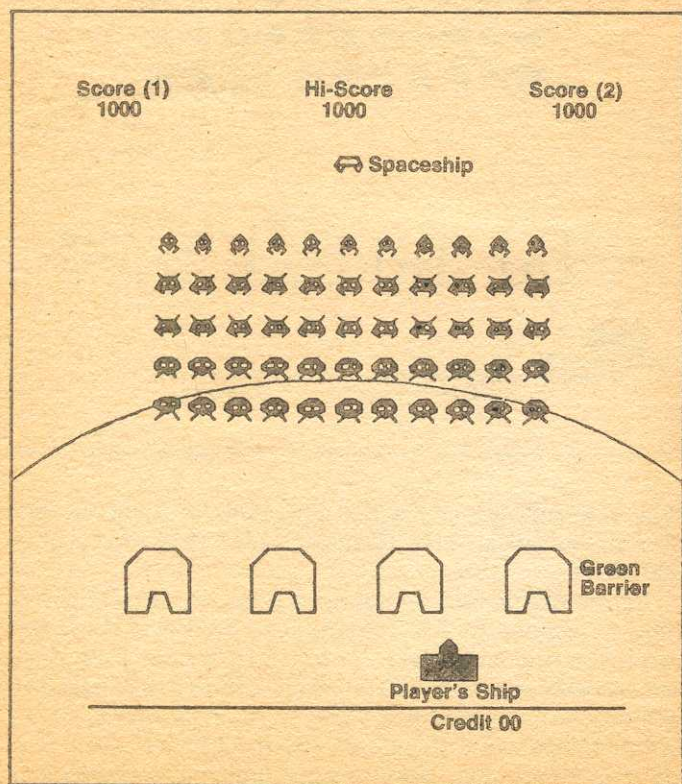 Score (1) Hi-Score Score (2)
1000 1000 1000
Spaceship
Green
Barrier
Player's Ship
Credit 00